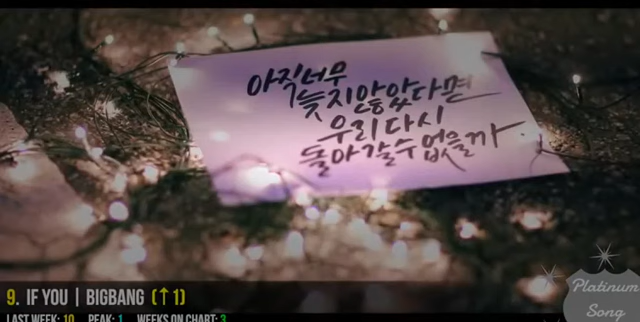 아직너무
늦지않았다면
우리다시
돌아갈수없을까
9. IF YOU | BIGBANG (↑1)
LAST WEEK: 10 PEAK: 1 WEEKS ON CHART: 3
Platinum
Song